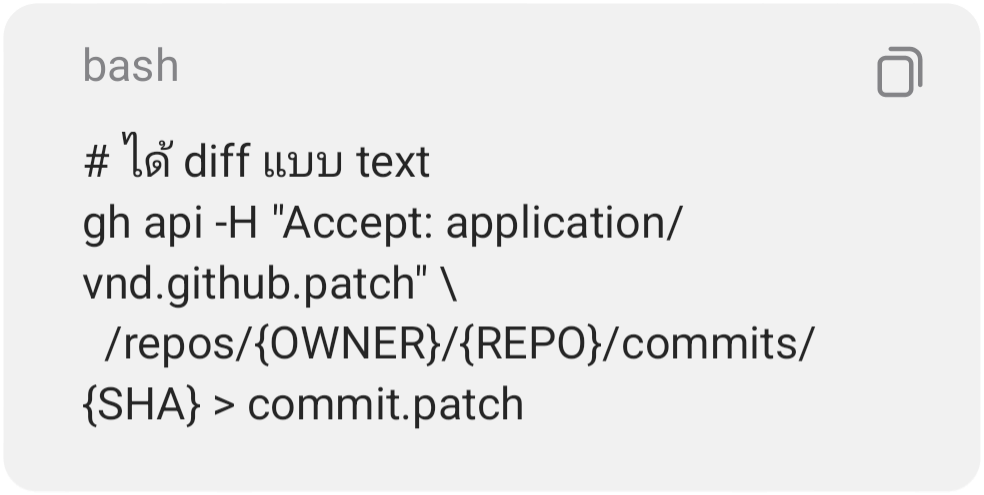 bash
# ได้ diff แบบ text
gh api -H "Accept: application/
vnd.github.patch" \
/repos/{OWNER}/{REPO}/commits/
{SHA} > commit.patch